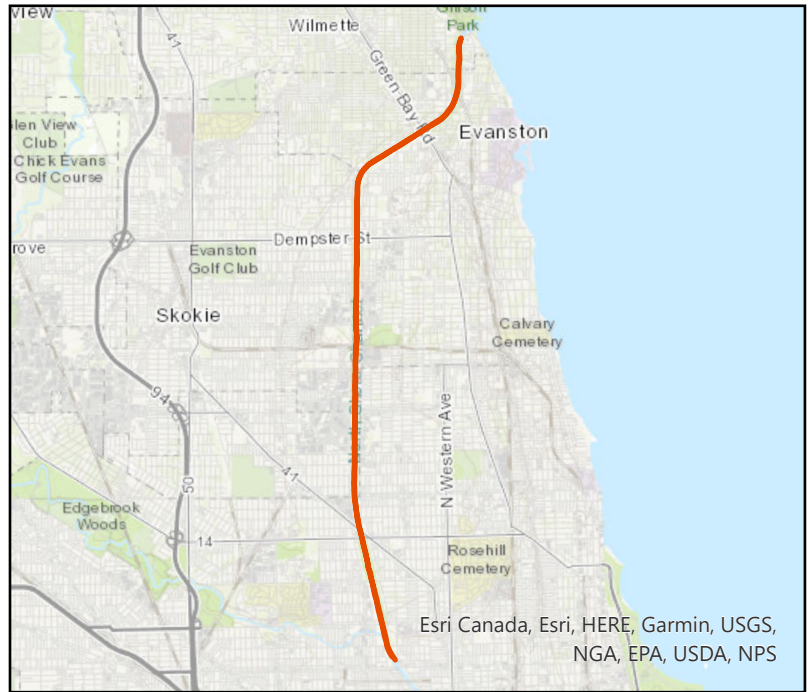 view
Wilmette
Gillson
Park
41
Green Bay Rd
Evanston
Glen View
Club
Chick Evans
Golf Course
rove
Dempster St
Evanston
Golf Club
Skokie
Calvary
Cemetery
94
N Western Ave
41
50
Edgebrook
Woods
14
Rosehill
Cemetery
Esri Canada, Esri, HERE, Garmin, USGS,
NGA, EPA, USDA, NPS